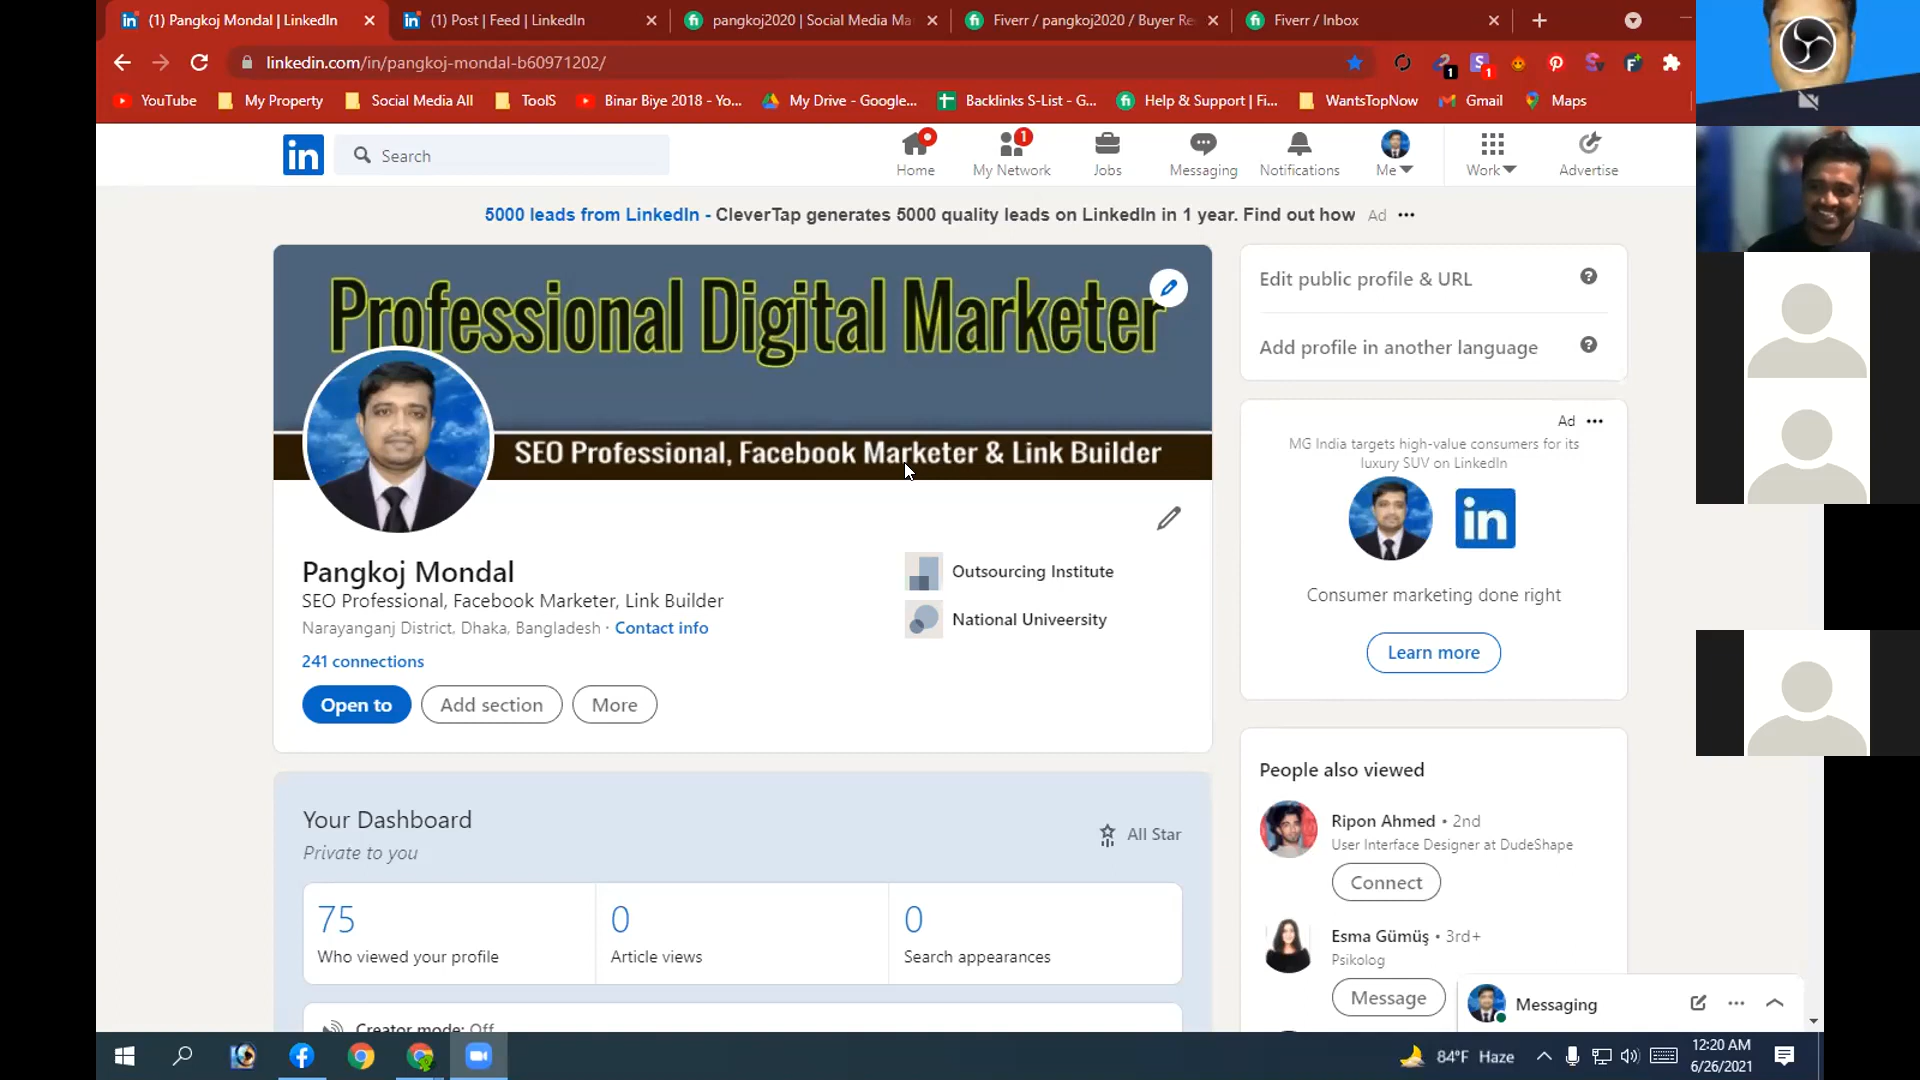 (1) Pangkoj Mondal | LinkedIn
(1) Post | Feed | LinkedIn
pangkoj2020 | Social Media Ma
Fiverr / pangkoj2020 / Buyer Re
Fiverr / Inbox
linkedin.com/in/pangkoj-mondal-b60971202/
1
1
YouTube
My Property
Social Media All
ToolS
Binar Biye 2018 - Yo...
My Drive - Google...
Backlinks S-List - G...
Help & Support | Fi...
WantsTopNow
Gmail
Maps
in
Search
Home
1
My Network
Jobs
Messaging
Notifications
Me
Work
Advertise
5000 leads from LinkedIn - CleverTap generates 5000 quality leads on LinkedIn in 1 year. Find out how
Ad
Professional Digital Marketer
SEO Professional, Facebook Marketer & Link Builder
Pangkoj Mondal
SEO Professional, Facebook Marketer, Link Builder
Narayanganj District, Dhaka, Bangladesh · Contact info
241 connections
Outsourcing Institute
National Univeersity
Open to
Add section
More
Your Dashboard
Private to you
All Star
75
Who viewed your profile
0
Article views
0
Search appearances
Creator mode: Off
Edit public profile & URL
Add profile in another language
Ad
MG India targets high-value consumers for its
luxury SUV on LinkedIn
in
Consumer marketing done right
Learn more
People also viewed
Ripon Ahmed • 2nd
User Interface Designer at DudeShape
Connect
Esma Gümüş • 3rd+
Psikolog
Message
Messaging
84°F Haze
12:20 AM
6/26/2021